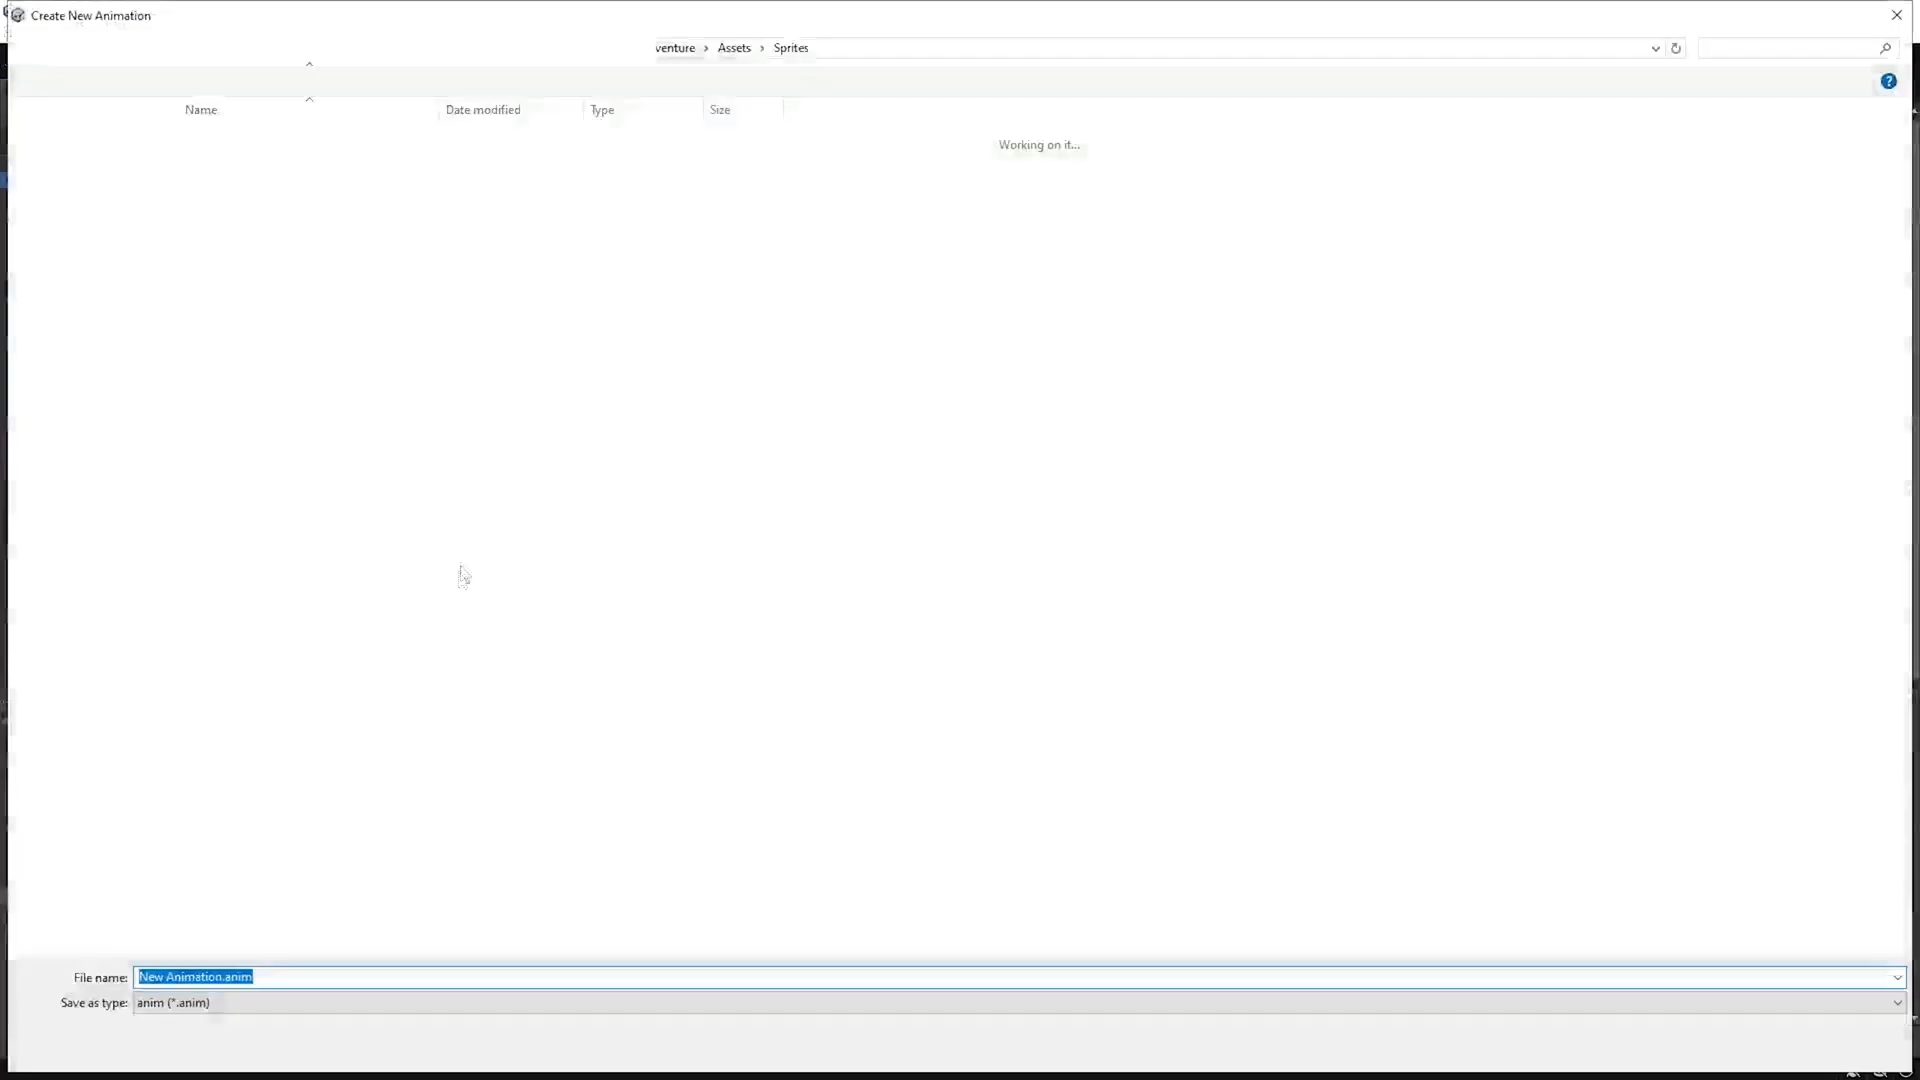 Create New Animation
venture > Assets > Sprites
Name Date modified Type Size
Working on it...
File name: New Animation.anim
Save as type: anim (*.anim)